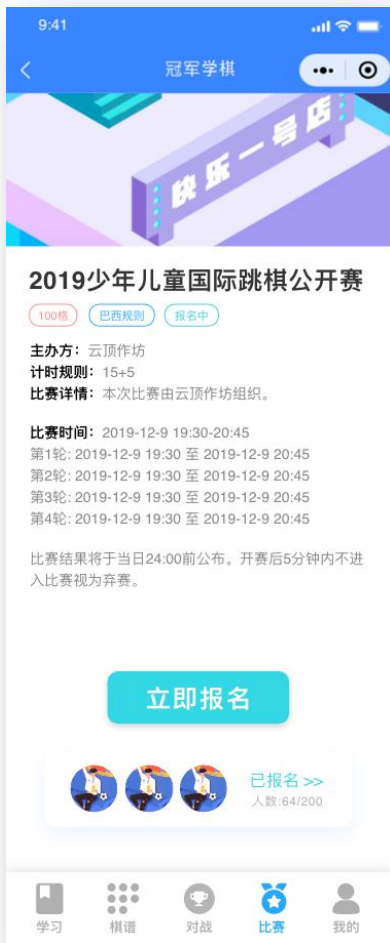 9:41
冠军学棋
快乐一号店
2019少年儿童国际跳棋公开赛
100格 巴西规则 报名中
主办方：云顶作坊
计时规则：15+5
比赛详情：本次比赛由云顶作坊组织。
比赛时间：2019-12-9 19:30-20:45
第1轮: 2019-12-9 19:30 至 2019-12-9 20:45
第2轮: 2019-12-9 19:30 至 2019-12-9 20:45
第3轮: 2019-12-9 19:30 至 2019-12-9 20:45
第4轮: 2019-12-9 19:30 至 2019-12-9 20:45
比赛结果将于当日24:00前公布。开赛后5分钟内不进
入比赛视为弃赛。
立即报名
已报名 >>
人数:64/200
学习 棋谱 对战 比赛 我的